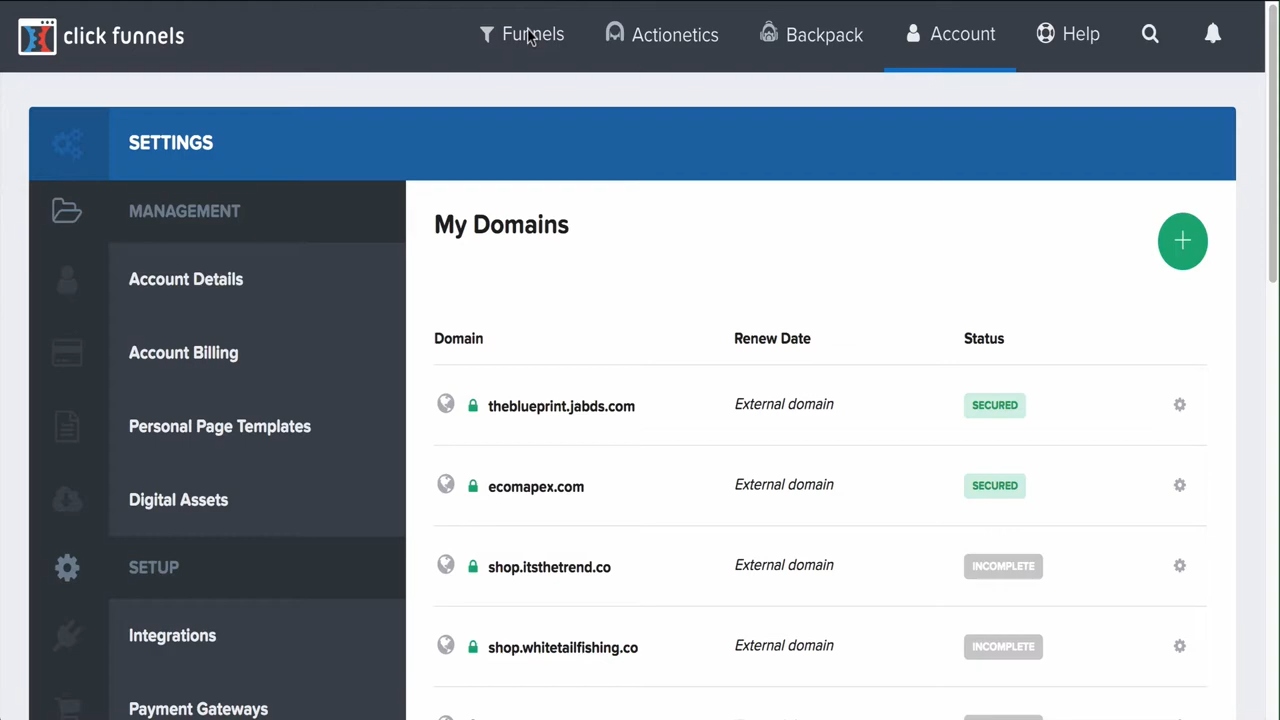 click funnels
Funnels
Actionetics
Backpack
Account
Help
SETTINGS
MANAGEMENT
Account Details
Account Billing
Personal Page Templates
Digital Assets
SETUP
Integrations
Payment Gateways
My Domains
+
Domain Renew Date Status
theblueprint.jabds.com External domain SECURED
ecomapex.com External domain SECURED
shop.itsthetrend.co External domain INCOMPLETE
shop.whitetailfishing.co External domain INCOMPLETE